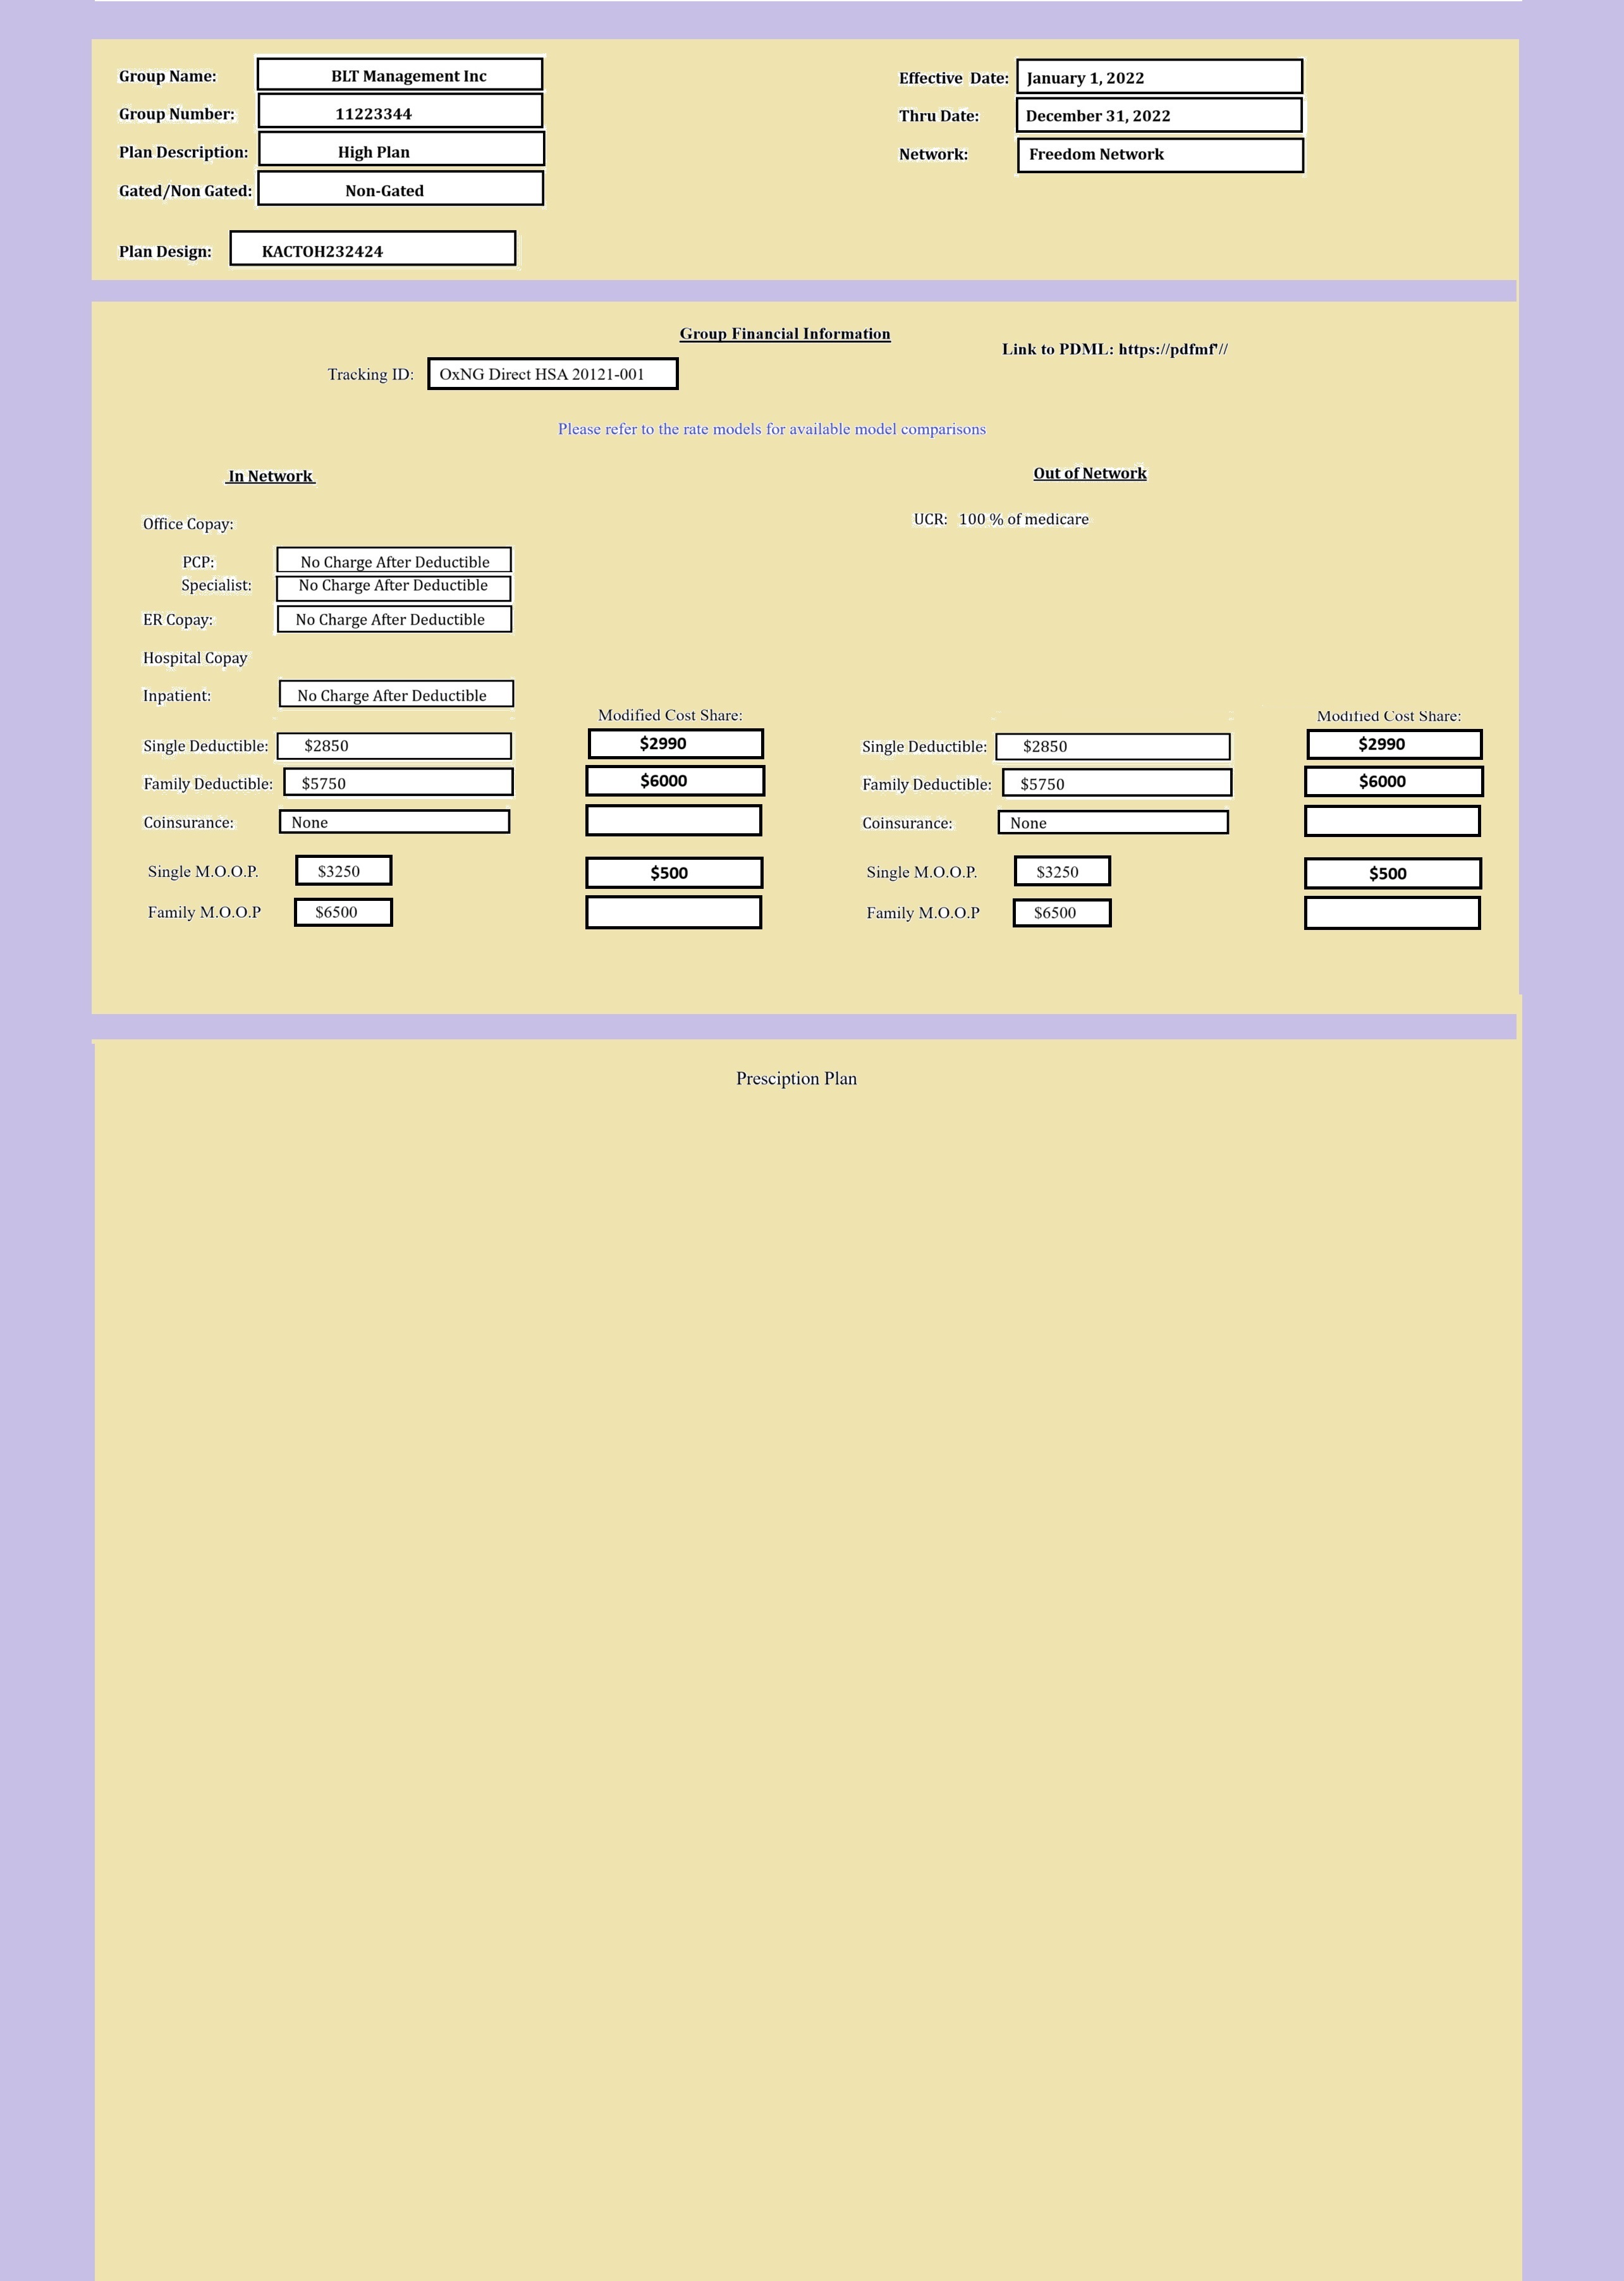 Group Name: BLT Management Inc
Effective Date: January 1, 2022
Group Number: 11223344
Thru Date: December 31, 2022
Plan Description: High Plan
Network: Freedom Network
Gated/Non Gated: Non-Gated
Plan Design: KACTOH232424
Group Financial Information
Link to PDML: https://pdfmf'//
Tracking ID: OxNG Direct HSA 20121-001
Please refer to the rate models for available model comparisons
In Network
Office Copay:
PCP: No Charge After Deductible
Specialist: No Charge After Deductible
ER Copay: No Charge After Deductible
Hospital Copay
Inpatient: No Charge After Deductible
Modified Cost Share:
Single Deductible: $2850 $2990
Family Deductible: $5750 $6000
Coinsurance: None
Single M.O.O.P. $3250 $500
Family M.O.O.P $6500
Out of Network
UCR: 100 % of medicare
Modified Cost Share:
Single Deductible: $2850 $2990
Family Deductible: $5750 $6000
Coinsurance: None
Single M.O.O.P. $3250 $500
Family M.O.O.P $6500
Presciption Plan